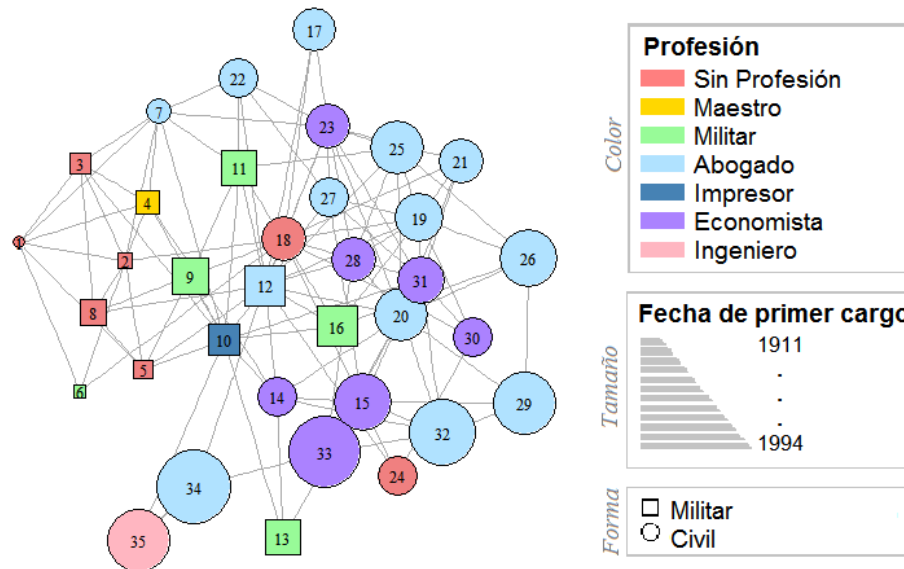 17
22
7
23
25
21
11
3
27
4
19
18
1
2
28
26
9
12
31
8
16
20
10
30
5
6
14
15
29
32
33
24
34
13
35
Profesión
Sin Profesión
Maestro
Militar
Abogado
Impresor
Economista
Ingeniero
Color
Fecha de primer cargo
1911
.
.
.
1994
Tamaño
Militar
Civil
Forma